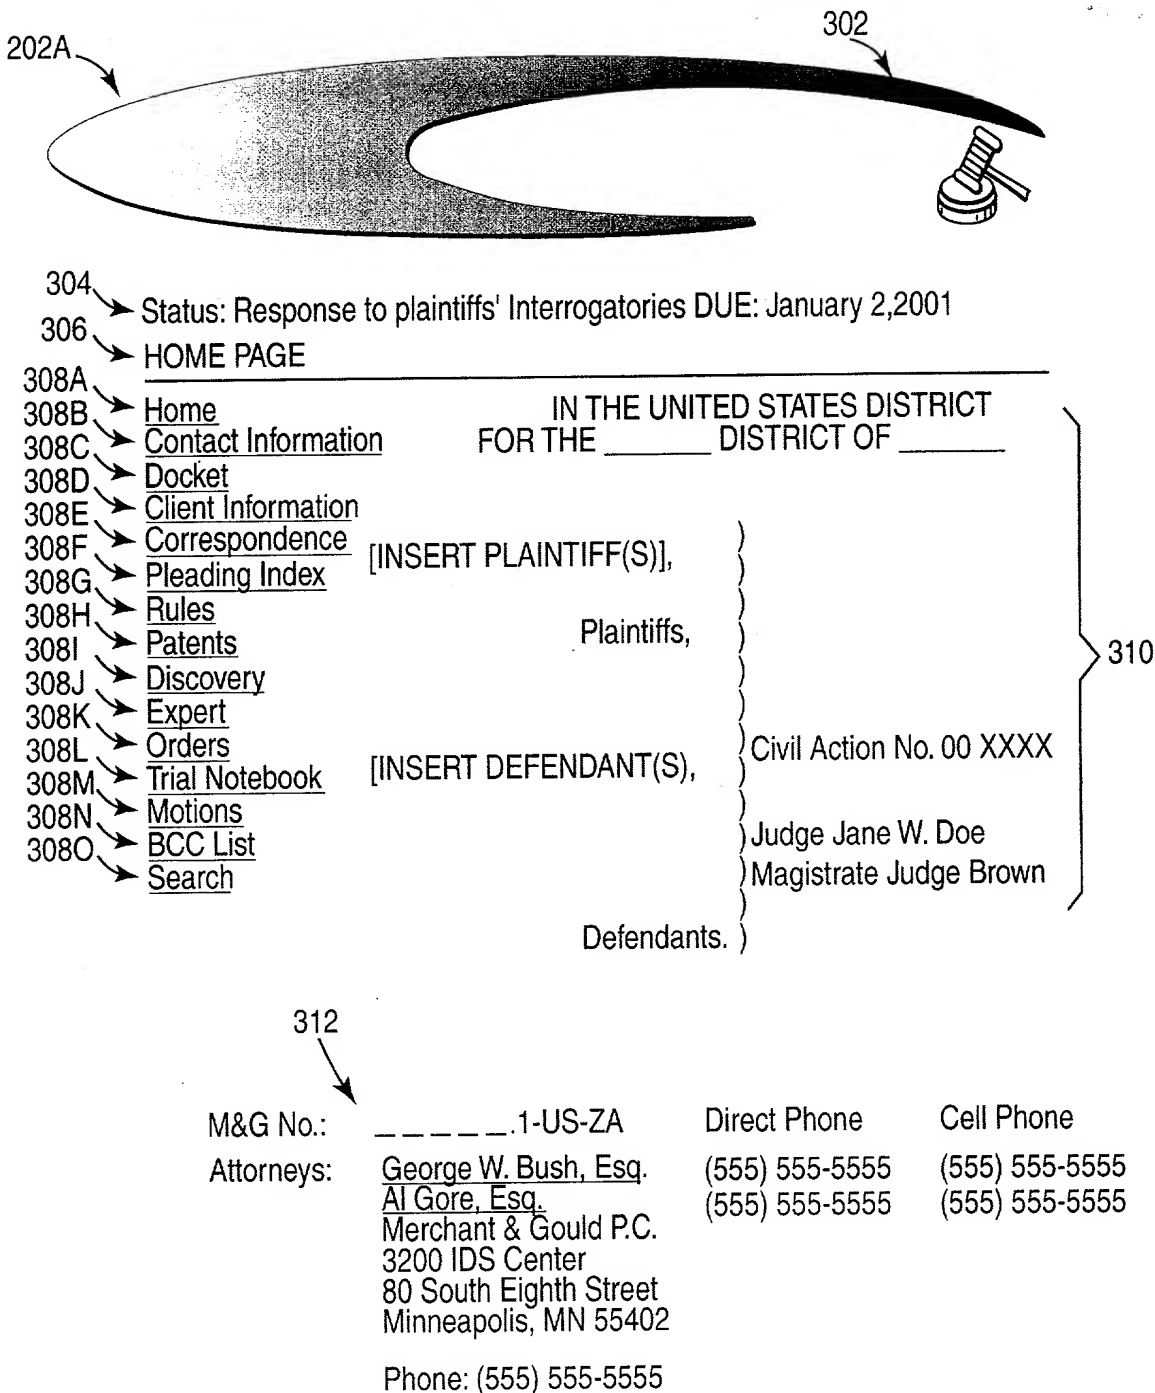 302
202A
304 Status: Response to plaintiffs' Interrogatories DUE: January 2,2001
306 HOME PAGE
308A Home
308B Contact Information
308C Docket
308D Client Information
308E Correspondence
308F Pleading Index
308G Rules
308H Patents
308I Discovery
308J Expert
308K Orders
308L Trial Notebook
308M Motions
308N BCC List
308O Search
IN THE UNITED STATES DISTRICT
FOR THE _______ DISTRICT OF _______
[INSERT PLAINTIFF(S)], )
)
)
Plaintiffs, )
)
)
)
) Civil Action No. 00 XXXX
[INSERT DEFENDANT(S), )
)
) Judge Jane W. Doe
) Magistrate Judge Brown
)
Defendants. )
310
312
M&G No.: _ _ _ _ _.1-US-ZA Direct Phone Cell Phone
Attorneys: George W. Bush, Esq. (555) 555-5555 (555) 555-5555
Al Gore, Esq. (555) 555-5555 (555) 555-5555
Merchant & Gould P.C.
3200 IDS Center
80 South Eighth Street
Minneapolis, MN 55402
Phone: (555) 555-5555